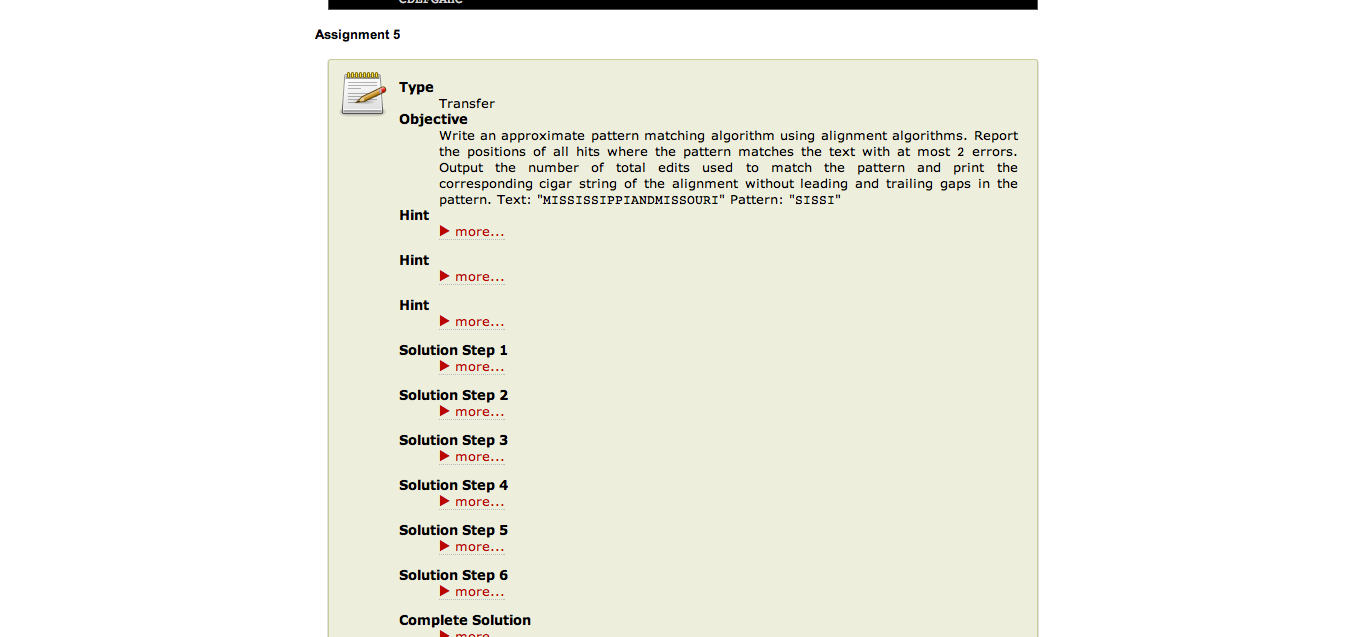 CDEFGAHC
Assignment 5
Type
Transfer
Objective
Write an approximate pattern matching algorithm using alignment algorithms. Report
the positions of all hits where the pattern matches the text with at most 2 errors.
Output the number of total edits used to match the pattern and print the
corresponding cigar string of the alignment without leading and trailing gaps in the
pattern. Text: "MISSISSIPPIANDMISSOURI" Pattern: "SISSI"
Hint
more...
Hint
more...
Hint
more...
Solution Step 1
more...
Solution Step 2
more...
Solution Step 3
more...
Solution Step 4
more...
Solution Step 5
more...
Solution Step 6
more...
Complete Solution
more...